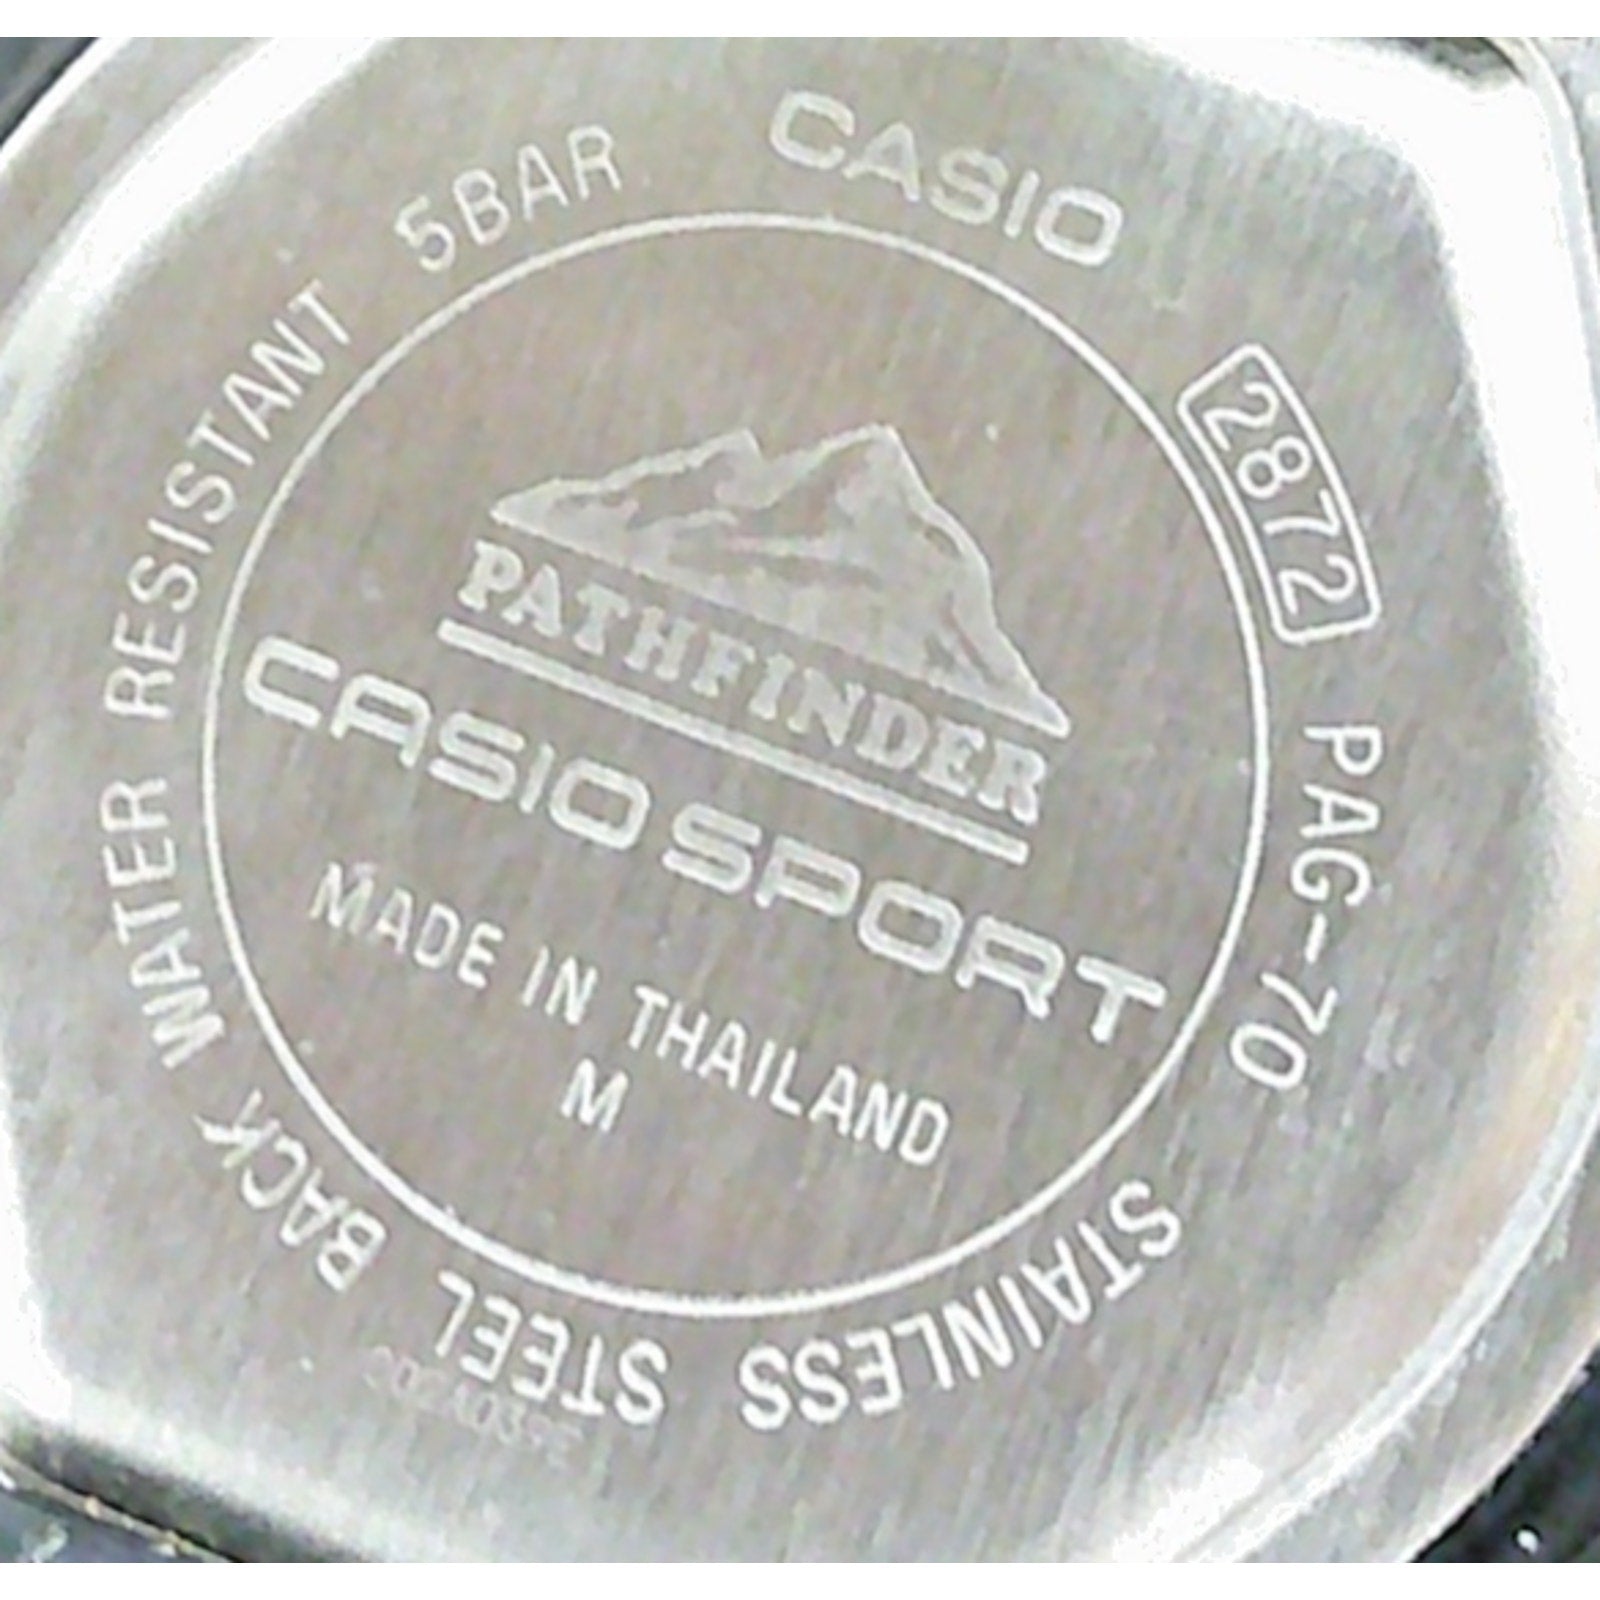 CASIO
2872
PAG-70
STAINLESS STEEL BACK
WATER RESISTANT
5BAR
PATHFINDER
CASIO SPORT
MADE IN THAILAND
M